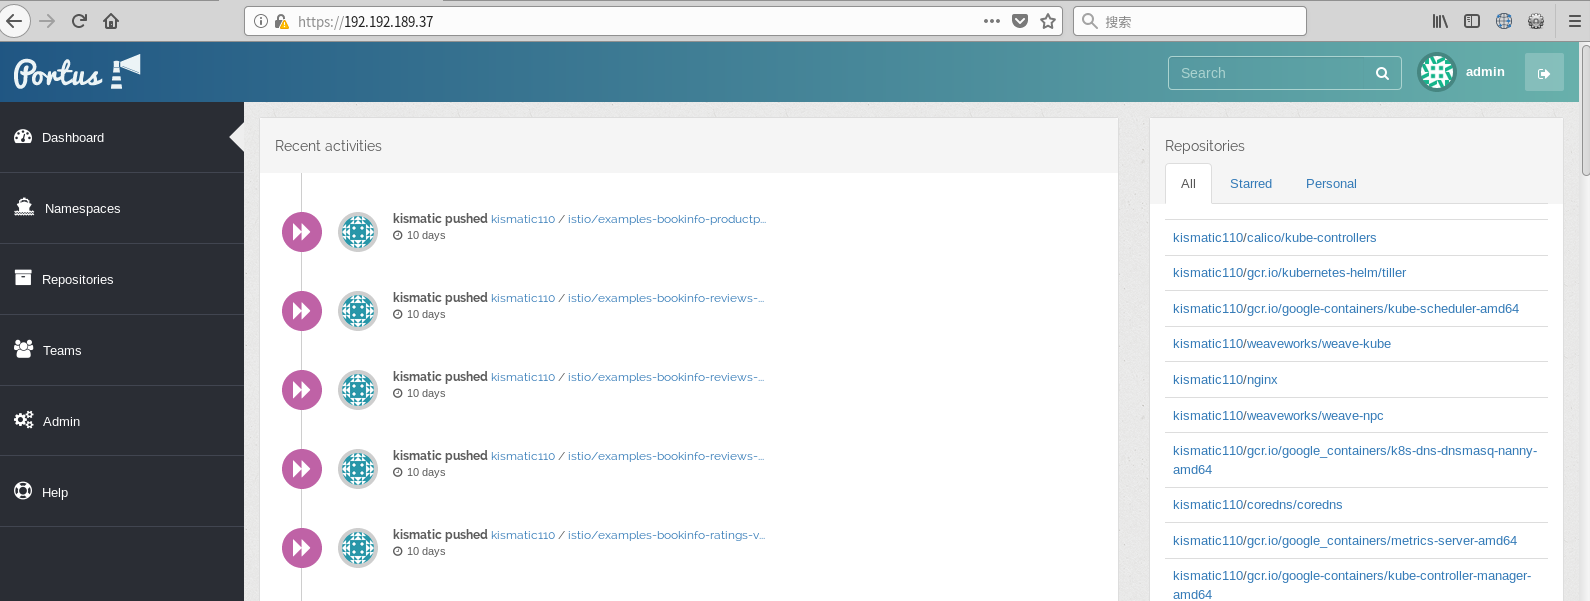 https://192.192.189.37
搜索
Portus
Search
admin
Dashboard
Namespaces
Repositories
Teams
Admin
Help
Recent activities
kismatic pushed kismatic110 / istio/examples-bookinfo-productp...
10 days
kismatic pushed kismatic110 / istio/examples-bookinfo-reviews-...
10 days
kismatic pushed kismatic110 / istio/examples-bookinfo-reviews-...
10 days
kismatic pushed kismatic110 / istio/examples-bookinfo-reviews-...
10 days
kismatic pushed kismatic110 / istio/examples-bookinfo-ratings-v...
10 days
Repositories
All Starred Personal
kismatic110/calico/kube-controllers
kismatic110/gcr.io/kubernetes-helm/tiller
kismatic110/gcr.io/google-containers/kube-scheduler-amd64
kismatic110/weaveworks/weave-kube
kismatic110/nginx
kismatic110/weaveworks/weave-npc
kismatic110/gcr.io/google_containers/k8s-dns-dnsmasq-nanny-
amd64
kismatic110/coredns/coredns
kismatic110/gcr.io/google_containers/metrics-server-amd64
kismatic110/gcr.io/google-containers/kube-controller-manager-
amd64